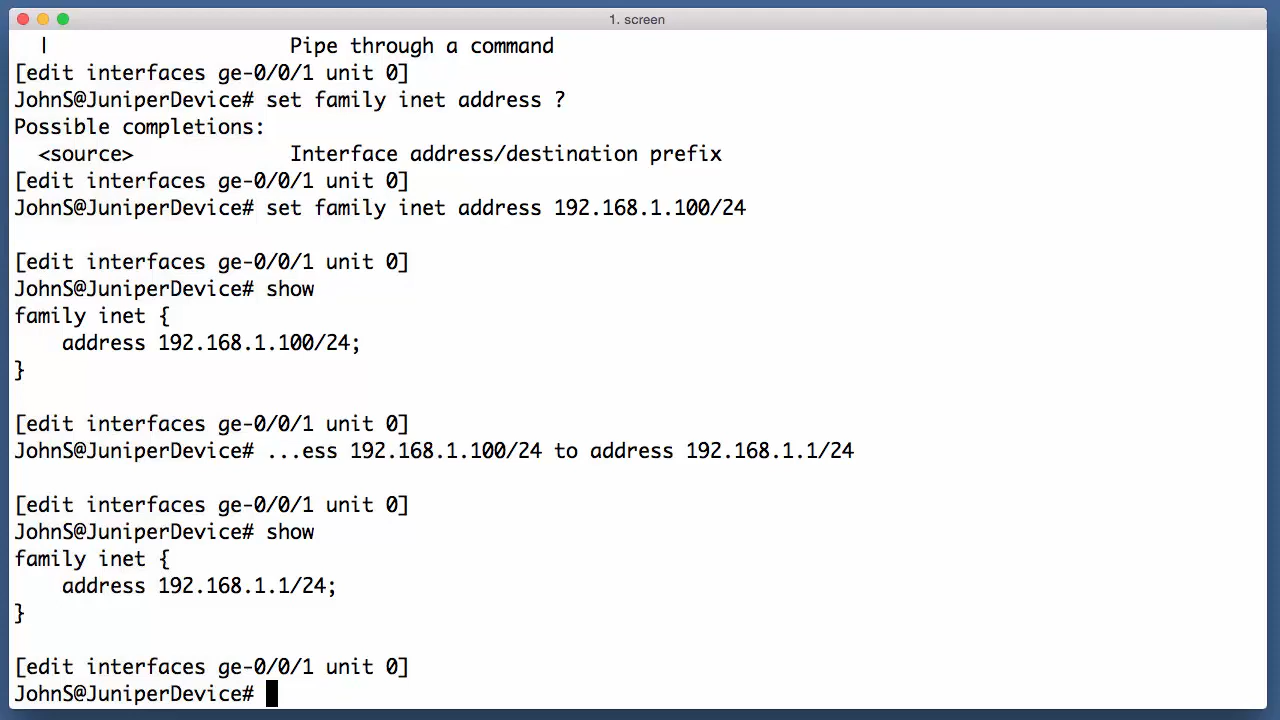 1. screen
|                    Pipe through a command
[edit interfaces ge-0/0/1 unit 0]
JohnS@JuniperDevice# set family inet address ?
Possible completions:
  <source>             Interface address/destination prefix
[edit interfaces ge-0/0/1 unit 0]
JohnS@JuniperDevice# set family inet address 192.168.1.100/24
[edit interfaces ge-0/0/1 unit 0]
JohnS@JuniperDevice# show
family inet {
    address 192.168.1.100/24;
}
[edit interfaces ge-0/0/1 unit 0]
JohnS@JuniperDevice# ...ess 192.168.1.100/24 to address 192.168.1.1/24
[edit interfaces ge-0/0/1 unit 0]
JohnS@JuniperDevice# show
family inet {
    address 192.168.1.1/24;
}
[edit interfaces ge-0/0/1 unit 0]
JohnS@JuniperDevice#